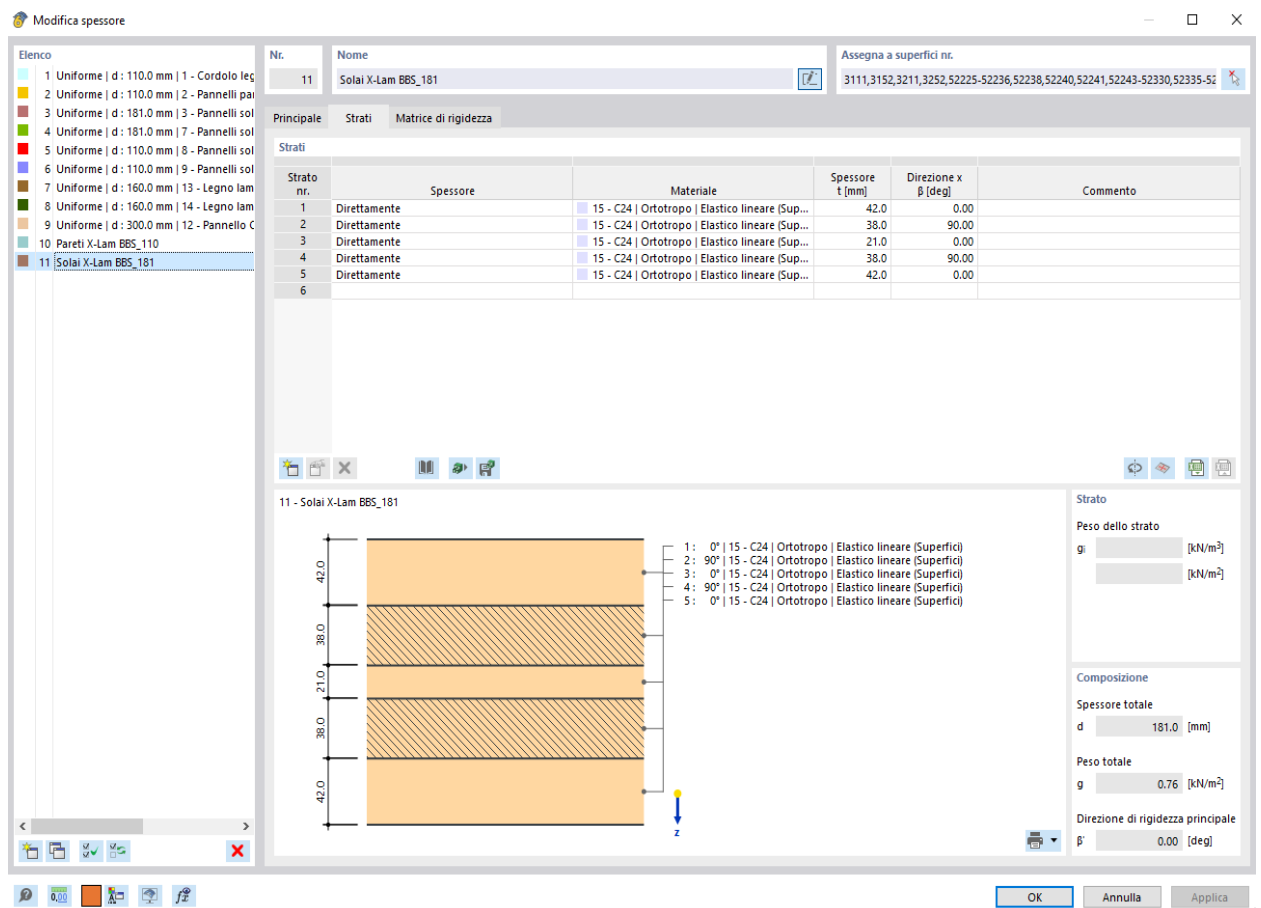 Modifica spessore
Elenco
1 Uniforme | d : 110.0 mm | 1 - Cordolo leg
2 Uniforme | d : 110.0 mm | 2 - Pannelli par
3 Uniforme | d : 181.0 mm | 3 - Pannelli sol
4 Uniforme | d : 181.0 mm | 7 - Pannelli sol
5 Uniforme | d : 110.0 mm | 8 - Pannelli sol
6 Uniforme | d : 110.0 mm | 9 - Pannelli sol
7 Uniforme | d : 160.0 mm | 13 - Legno lam
8 Uniforme | d : 160.0 mm | 14 - Legno lam
9 Uniforme | d : 300.0 mm | 12 - Pannello C
10 Pareti X-Lam BBS_110
11 Solai X-Lam BBS_181
Nr.
11
Nome
Solai X-Lam BBS_181
Assegna a superfici nr.
3111,3152,3211,3252,52225-52236,52238,52240,52241,52243-52330,52335-52
Principale Strati Matrice di rigidezza
Strati
Strato nr. Spessore Materiale Spessore t [mm] Direzione x β [deg] Commento
1 Direttamente 15 - C24 | Ortotropo | Elastico lineare (Sup... 42.0 0.00
2 Direttamente 15 - C24 | Ortotropo | Elastico lineare (Sup... 38.0 90.00
3 Direttamente 15 - C24 | Ortotropo | Elastico lineare (Sup... 21.0 0.00
4 Direttamente 15 - C24 | Ortotropo | Elastico lineare (Sup... 38.0 90.00
5 Direttamente 15 - C24 | Ortotropo | Elastico lineare (Sup... 42.0 0.00
6
11 - Solai X-Lam BBS_181
42.0
38.0
21.0
38.0
42.0
1 : 0° | 15 - C24 | Ortotropo | Elastico lineare (Superfici)
2 : 90° | 15 - C24 | Ortotropo | Elastico lineare (Superfici)
3 : 0° | 15 - C24 | Ortotropo | Elastico lineare (Superfici)
4 : 90° | 15 - C24 | Ortotropo | Elastico lineare (Superfici)
5 : 0° | 15 - C24 | Ortotropo | Elastico lineare (Superfici)
z
Strato
Peso dello strato
gi [kN/m³]
[kN/m²]
Composizione
Spessore totale
d 181.0 [mm]
Peso totale
g 0.76 [kN/m²]
Direzione di rigidezza principale
β' 0.00 [deg]
0,00
OK Annulla Applica